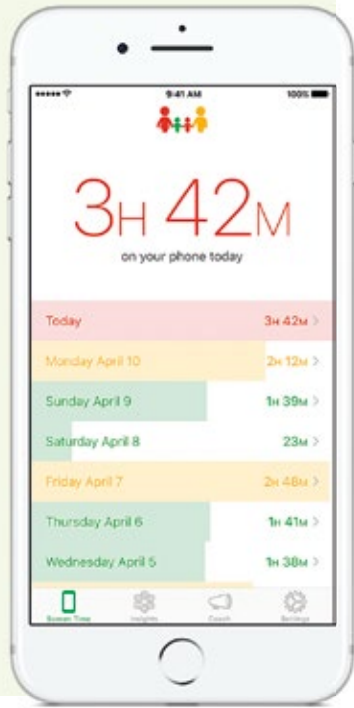 9:41 AM 100%
3H 42M
on your phone today
Today 3H 42M >
Monday April 10 2H 12M >
Sunday April 9 1H 39M >
Saturday April 8 23M >
Friday April 7 2H 48M >
Thursday April 6 1H 41M >
Wednesday April 5 1H 38M >
Screen Time Insights Coach Settings